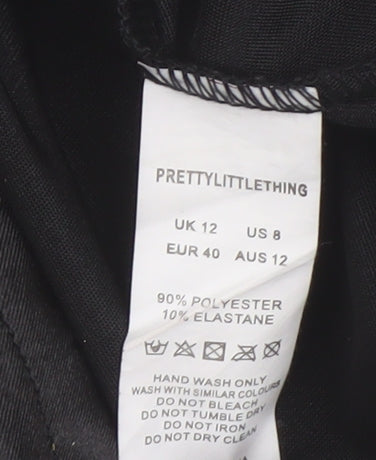 PRETTYLITTLETHING
UK 12 US 8
EUR 40 AUS 12
90% POLYESTER
10% ELASTANE
HAND WASH ONLY
WASH WITH SIMILAR COLOURS
DO NOT BLEACH
DO NOT TUMBLE DRY
DO NOT IRON
DO NOT DRY CLEAN